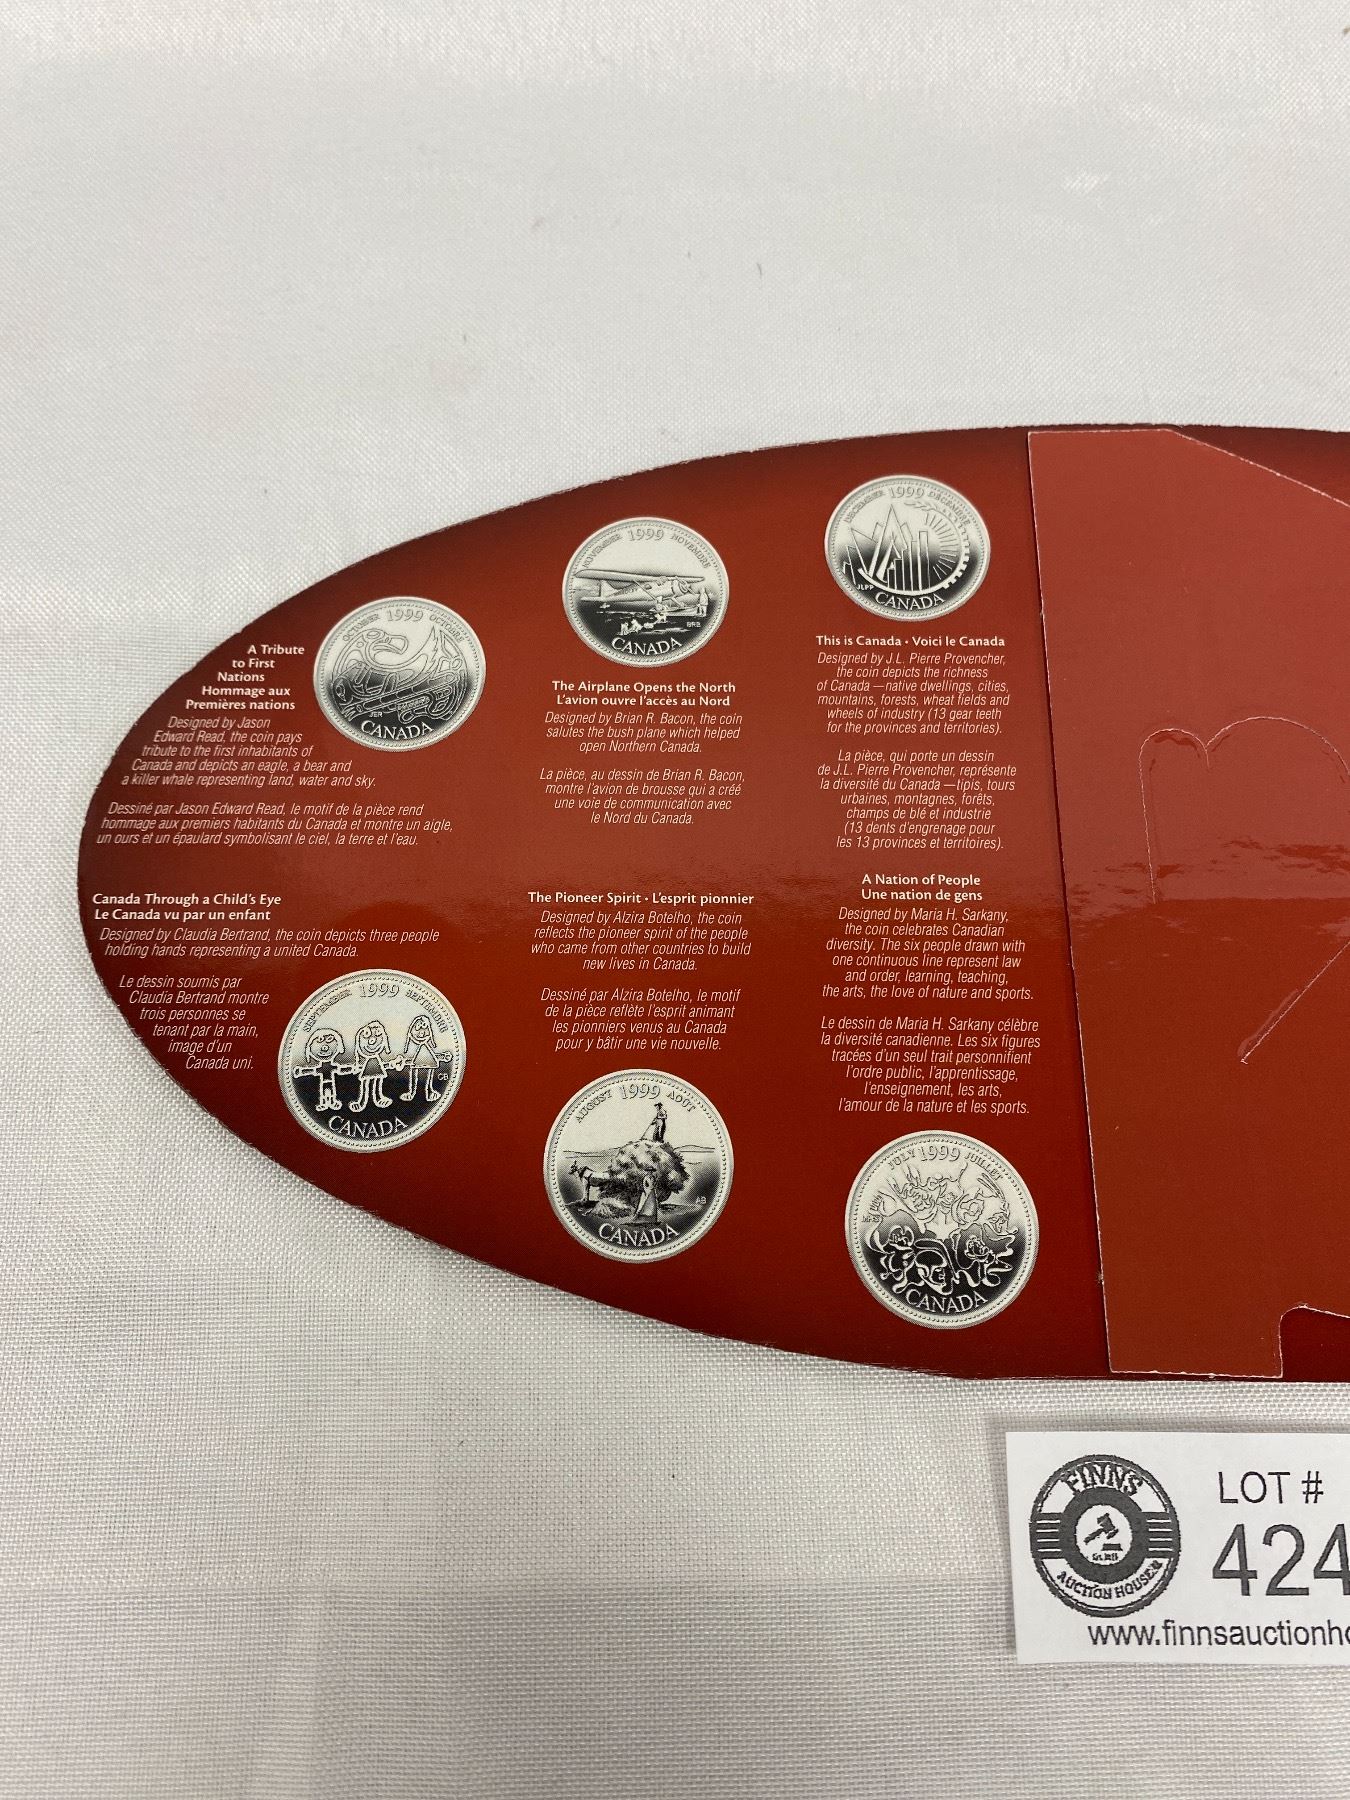 A Tribute
to First
Nations
Hommage aux
Premières nations
Designed by Jason
Edward Read, the coin pays
tribute to the first inhabitants of
Canada and depicts an eagle, a bear and
a killer whale representing land, water and sky.
Dessiné par Jason Edward Read, le motif de la pièce rend
hommage aux premiers habitants du Canada et montre un aigle,
un ours et un épaulard symbolisant le ciel, la terre et l'eau.
OCTOBER 1999 OCTOBRE
JER
CANADA
NOVEMBER 1999 NOVEMBRE
BRB
CANADA
The Airplane Opens the North
L'avion ouvre l'accès au Nord
Designed by Brian R. Bacon, the coin
salutes the bush plane which helped
open Northern Canada.
La pièce, au dessin de Brian R. Bacon,
montre l'avion de brousse qui a créé
une voie de communication avec
le Nord du Canada.
DECEMBER 1999 DÉCEMBRE
JLPP
CANADA
This is Canada • Voici le Canada
Designed by J.L. Pierre Provencher,
the coin depicts the richness
of Canada — native dwellings, cities,
mountains, forests, wheat fields and
wheels of industry (13 gear teeth
for the provinces and territories).
La pièce, qui porte un dessin
de J.L. Pierre Provencher, représente
la diversité du Canada — tipis, tours
urbaines, montagnes, forêts,
champs de blé et industrie
(13 dents d'engrenage pour
les 13 provinces et territoires).
Canada Through a Child's Eye
Le Canada vu par un enfant
Designed by Claudia Bertrand, the coin depicts three people
holding hands representing a united Canada.
Le dessin soumis par
Claudia Bertrand montre
trois personnes se
tenant par la main,
image d'un
Canada uni.
SEPTEMBER 1999 SEPTEMBRE
CB
CANADA
The Pioneer Spirit • L'esprit pionnier
Designed by Alzira Botelho, the coin
reflects the pioneer spirit of the people
who came from other countries to build
new lives in Canada.
Dessiné par Alzira Botelho, le motif
de la pièce reflète l'esprit animant
les pionniers venus au Canada
pour y bâtir une vie nouvelle.
AUGUST 1999 AOÛT
AB
CANADA
A Nation of People
Une nation de gens
Designed by Maria H. Sarkany,
the coin celebrates Canadian
diversity. The six people drawn with
one continuous line represent law
and order, learning, teaching,
the arts, the love of nature and sports.
Le dessin de Maria H. Sarkany célèbre
la diversité canadienne. Les six figures
tracées d'un seul trait personnifient
l'ordre public, l'apprentissage,
l'enseignement, les arts,
l'amour de la nature et les sports.
JULY 1999 JUILLET
MHS
CANADA
FINNS
AUCTION HOUSE
LOT #
424
www.finnsauctionho